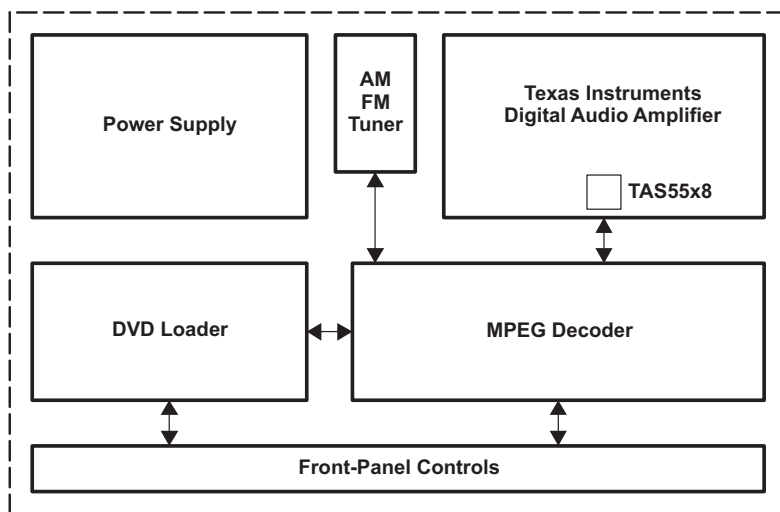 Power Supply
AM
FM
Tuner
Texas Instruments
Digital Audio Amplifier
TAS55x8
DVD Loader
MPEG Decoder
Front-Panel Controls